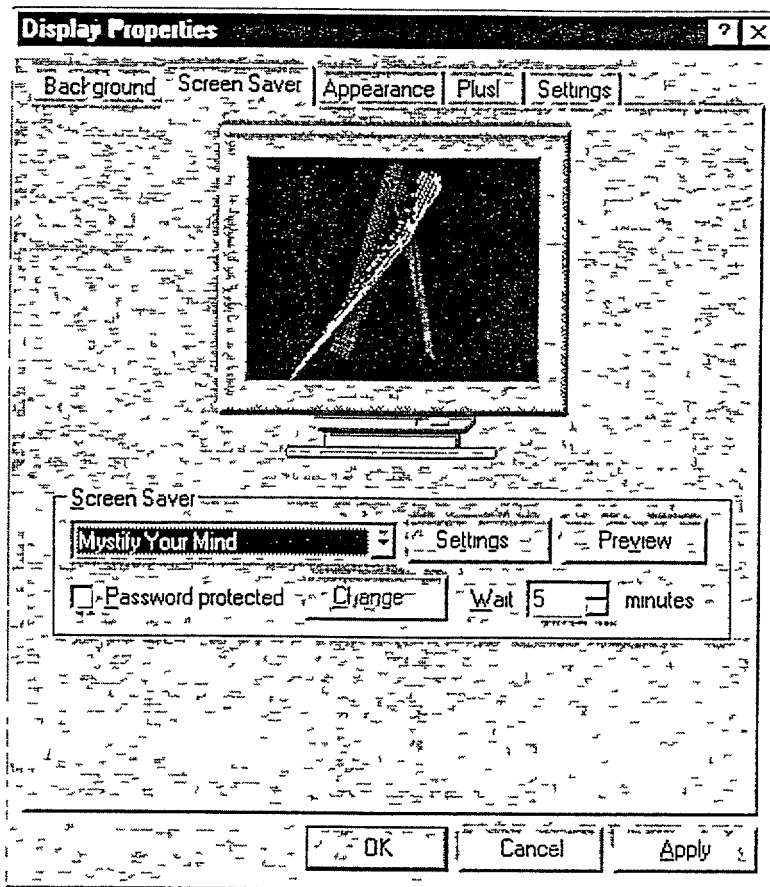 Display Properties ? X
Background Screen Saver Appearance Plus! Settings
Screen Saver
Mystify Your Mind Settings Preview
Password protected Change Wait 5 minutes
OK Cancel Apply